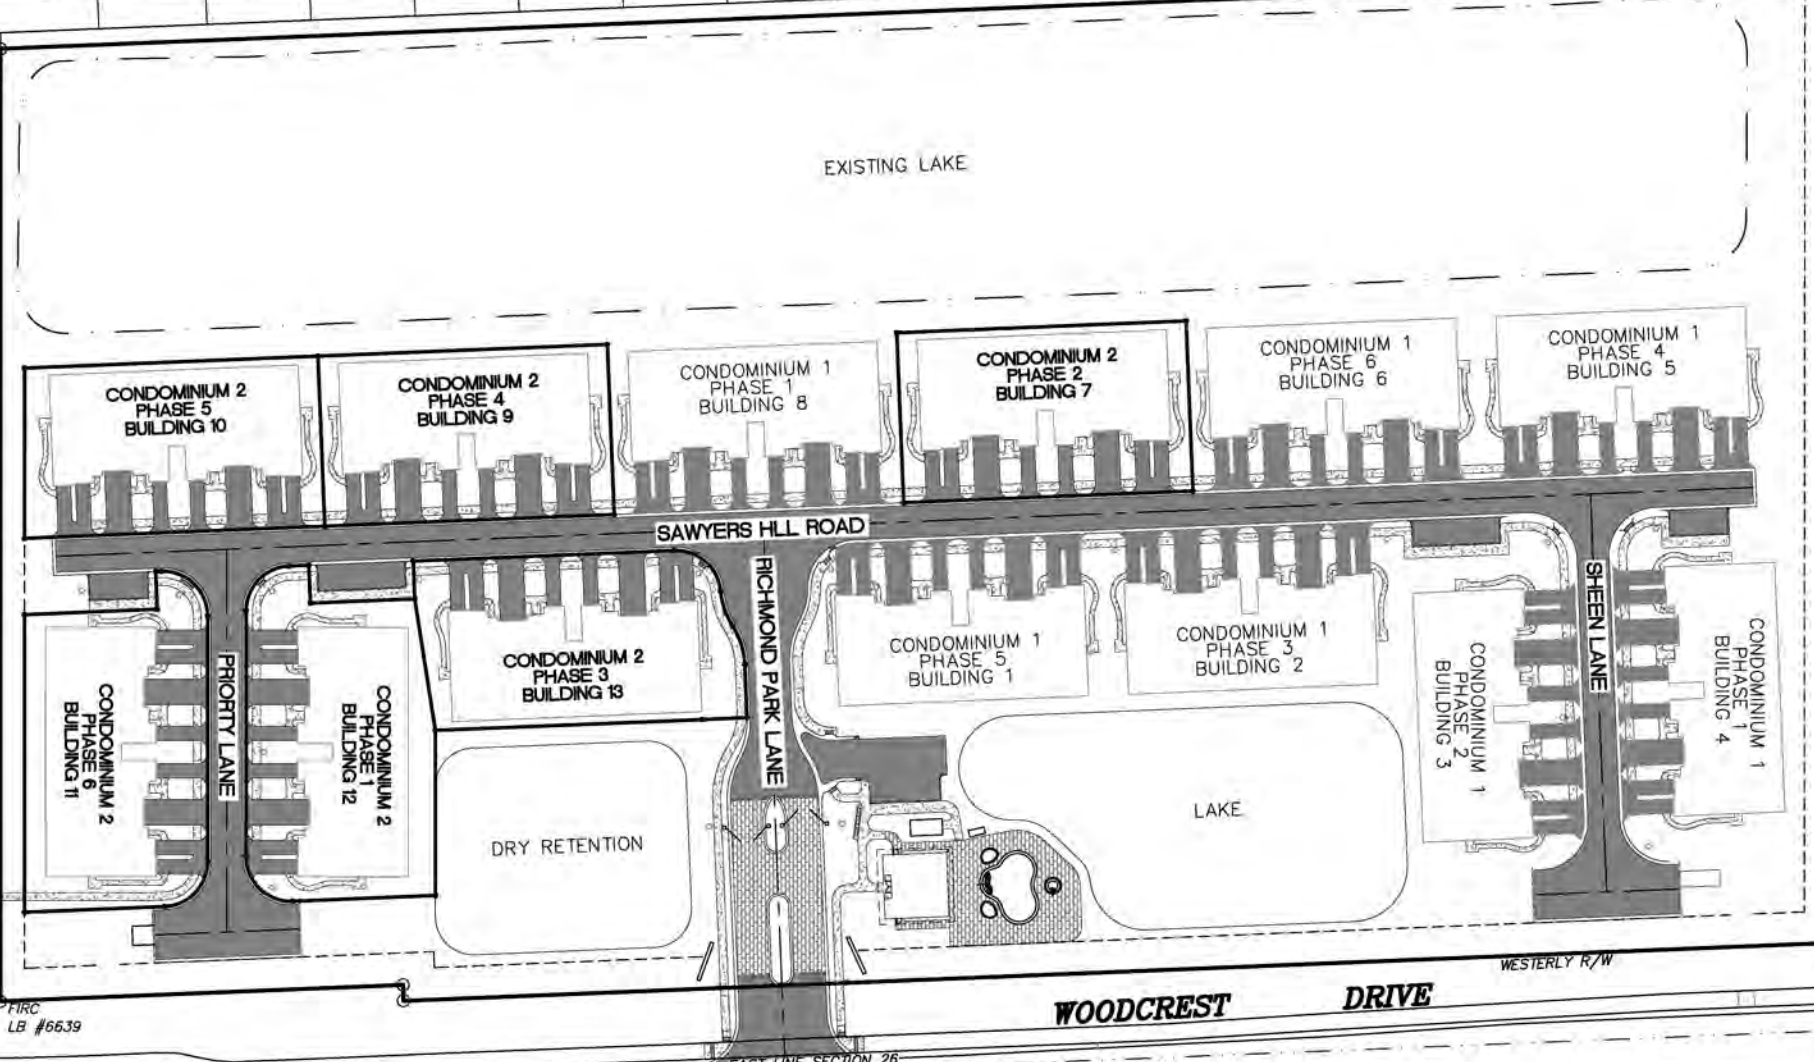 EXISTING LAKE
CONDOMINIUM 2
PHASE 5
BUILDING 10
CONDOMINIUM 2
PHASE 4
BUILDING 9
CONDOMINIUM 1
PHASE 1
BUILDING 8
CONDOMINIUM 2
PHASE 2
BUILDING 7
CONDOMINIUM 1
PHASE 6
BUILDING 6
CONDOMINIUM 1
PHASE 4
BUILDING 5
SAWYERS HLL ROAD
PRIORTY LANE
RICHMOND PARK LANE
SHEEN LANE
CONDOMINIUM 2
PHASE 6
BUILDING 11
CONDOMINIUM 2
PHASE 1
BUILDING 12
CONDOMINIUM 2
PHASE 3
BUILDING 13
CONDOMINIUM 1
PHASE 5
BUILDING 1
CONDOMINIUM 1
PHASE 3
BUILDING 2
CONDOMINIUM 1
PHASE 2
BUILDING 3
CONDOMINIUM 1
PHASE 1
BUILDING 4
DRY RETENTION
LAKE
WESTERLY R/W
WOODCREST DRIVE
FIRC
LB #6639
EAST LINE SECTION 26